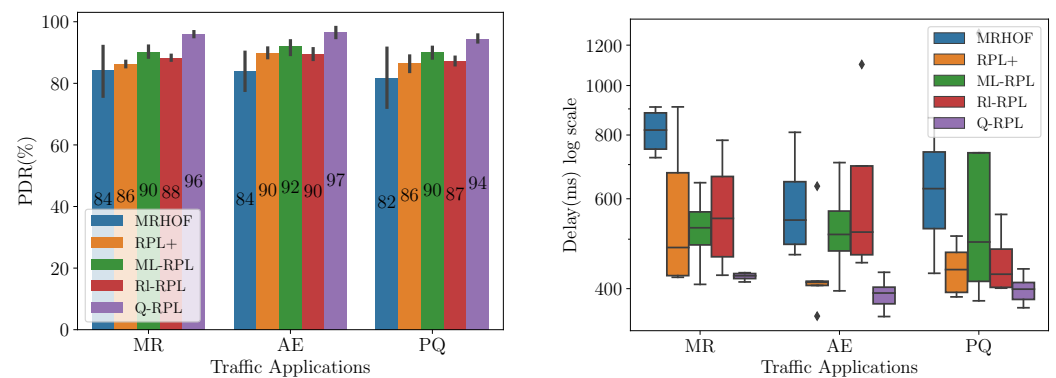 100
80
60
40
20
0
PDR(%)
84 86 90 88 96
84 90 92 90 97
82 86 90 87 94
MRHOF
RPL+
ML-RPL
Rl-RPL
Q-RPL
MR AE PQ
Traffic Applications
1200
1000
800
600
400
Delay(ms) log scale
MRHOF
RPL+
ML-RPL
Rl-RPL
Q-RPL
MR AE PQ
Traffic Applications